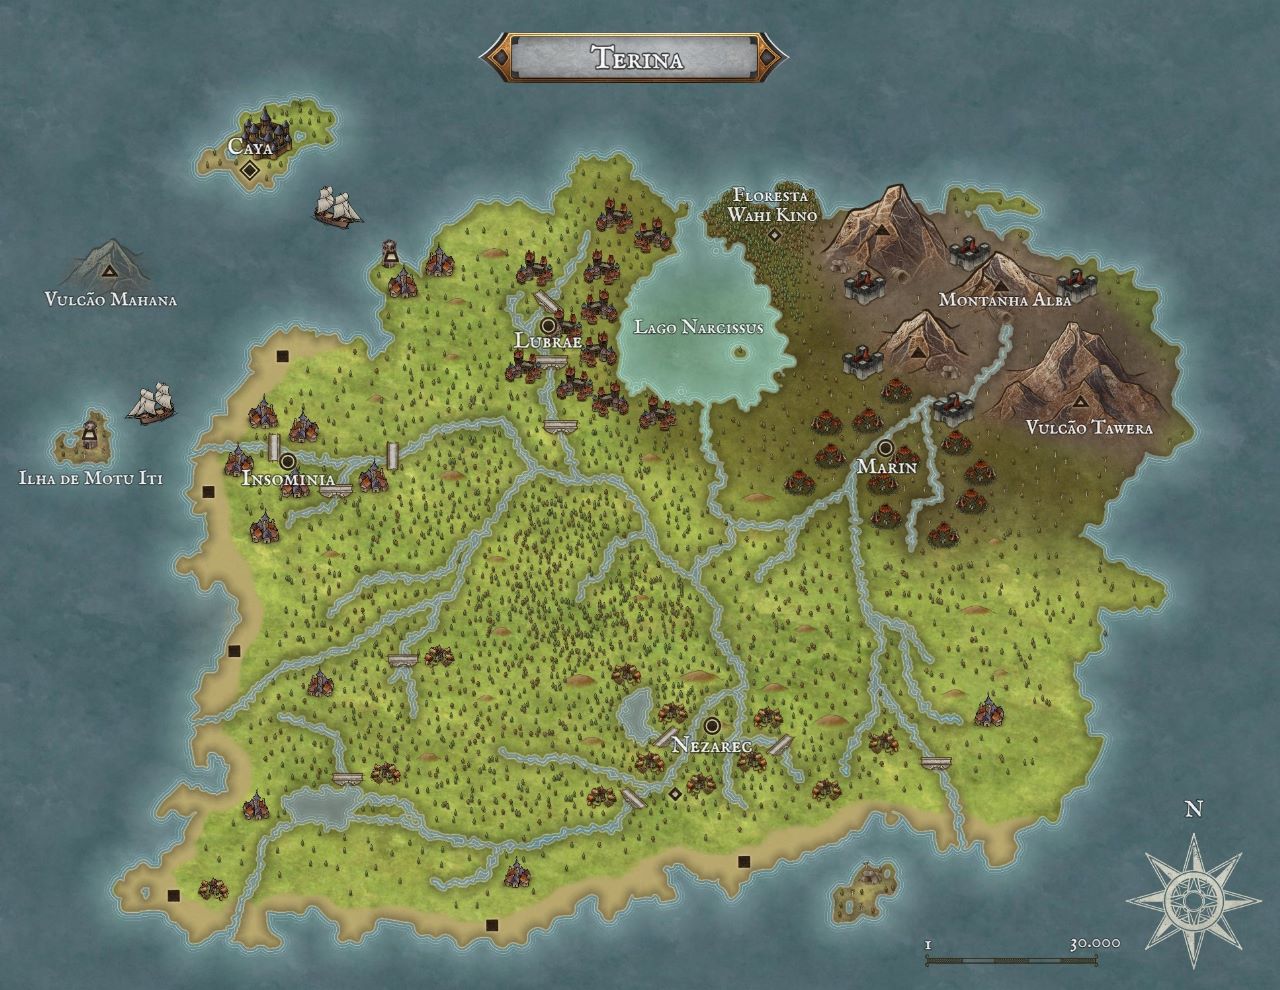 Terina
Caya
Floresta
Wahi Kino
Vulcão Mahana
Montanha Alba
Lago Narcissus
Lubrae
Vulcão Tawera
Marin
Ilha de Motu Iti
Insominia
Nezarec
N
1 30.000